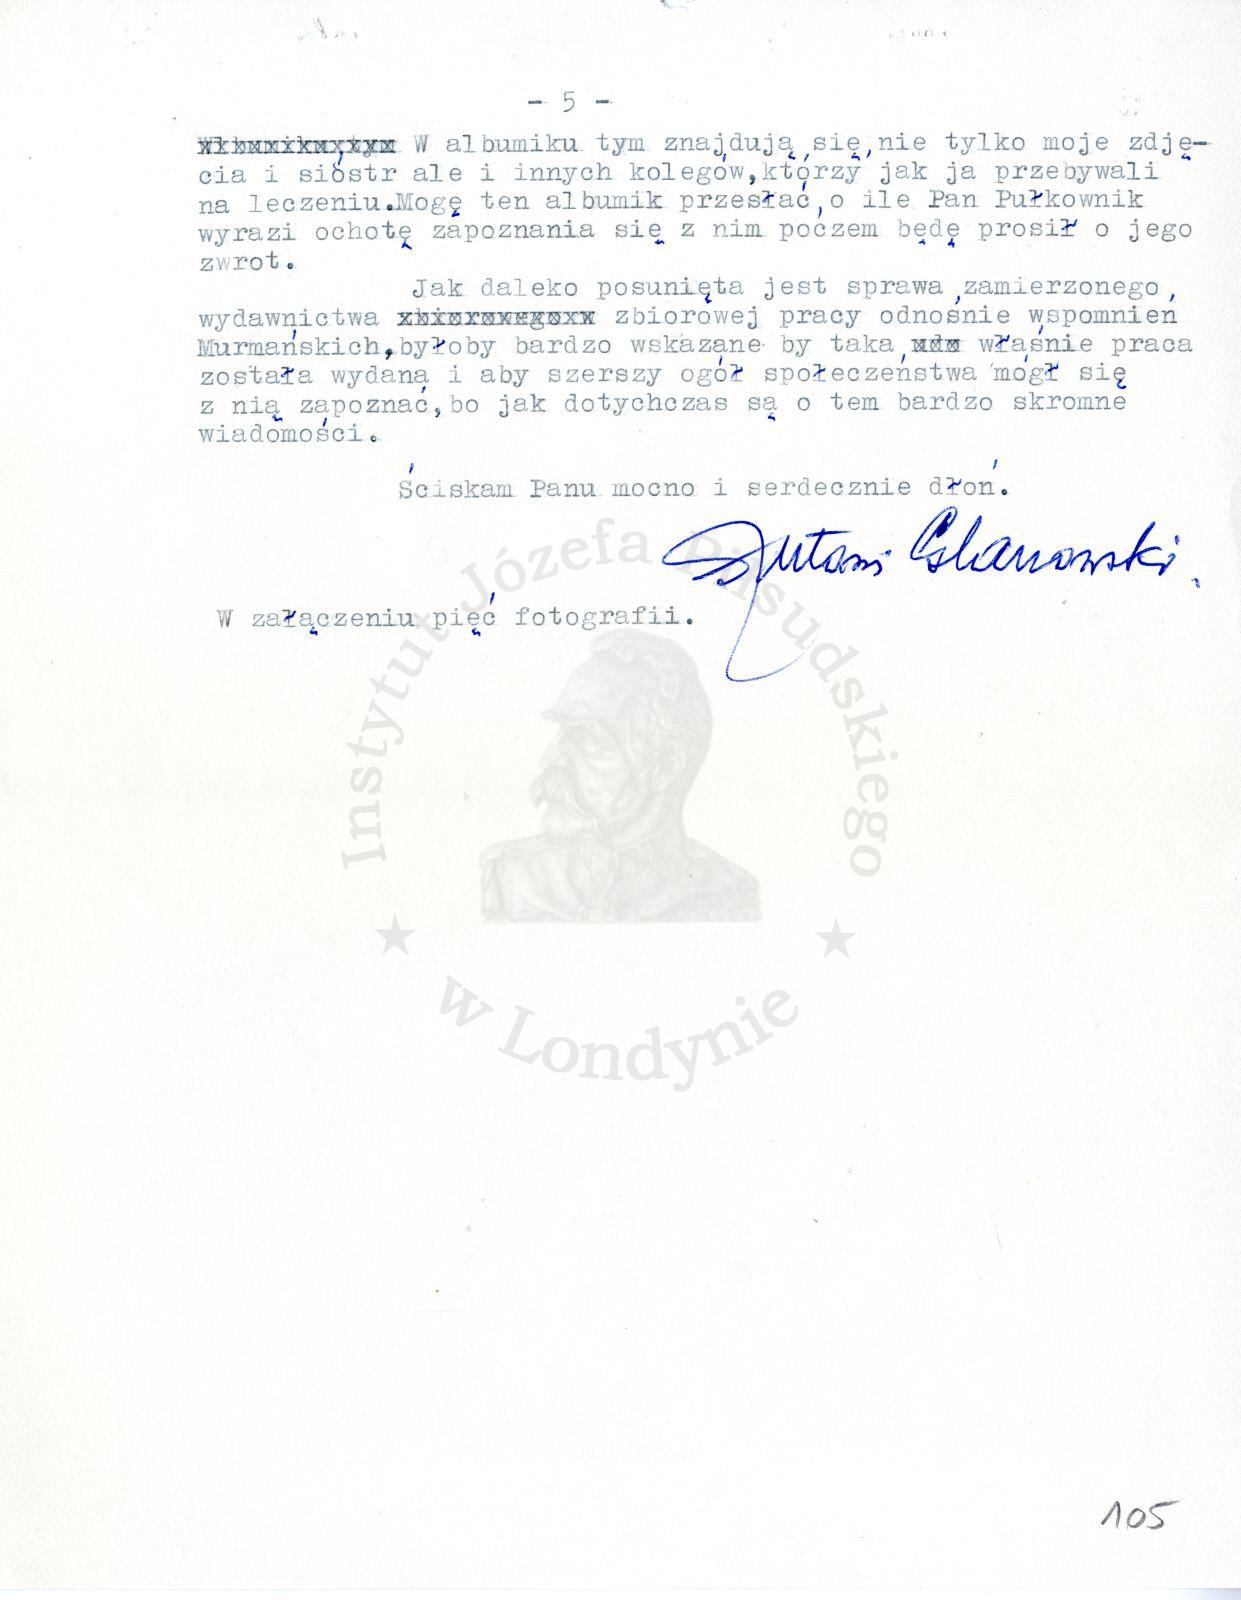 - 5 -
W albumiku tym znajdują się, nie tylko moje zdję-
cia i sióstr ale i innych kolegów, którzy jak ja przebywali
na leczeniu. Mogę ten albumik przesłać, o ile Pan Pułkownik
wyrazi ochotę zapoznania się z nim poczem będę prosił o jego
zwrot.
Jak daleko posunięta jest sprawa zamierzonego
wydawnictwa zbiorowej pracy odnośnie wspomnien
Murmańskich, byłoby bardzo wskazane by taka właśnie praca
została wydaną i aby szerszy ogół społeczeństwa mógł się
z nią zapoznać, bo jak dotychczas są o tem bardzo skromne
wiadomości.
Ściskam Panu mocno i serdecznie dłoń.
Antoni
W załączeniu pięć fotografii.
Instytut Józefa Piłsudskiego
w Londynie
105